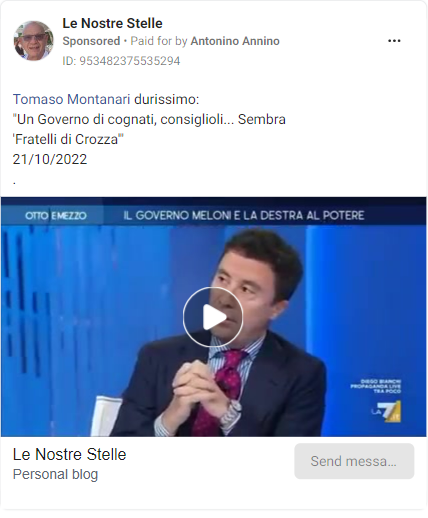 Le Nostre Stelle
Sponsored • Paid for by Antonino Annino
ID: 953482375535294
Tomaso Montanari durissimo:
"Un Governo di cognati, consiglioli... Sembra
'Fratelli di Crozza'"
21/10/2022
.
OTTO E MEZZO IL GOVERNO MELONI E LA DESTRA AL POTERE
DIEGO BIANCHI
PROPAGANDA LIVE
TRA POCO
LA7.it
Le Nostre Stelle
Personal blog
Send messa...